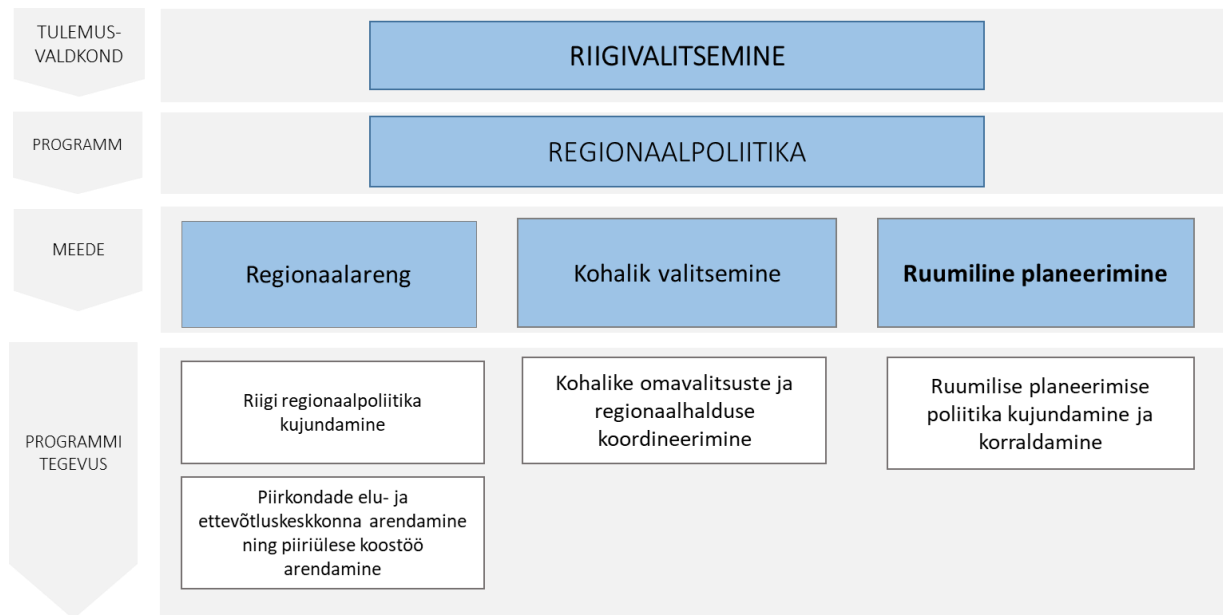 TULEMUS-
VALDKOND
RIIGIVALITSEMINE
PROGRAMM
REGIONAALPOLIITIKA
MEEDE
Regionaalareng
Kohalik valitsemine
Ruumiline planeerimine
PROGRAMMI
TEGEVUS
Riigi regionaalpoliitika
kujundamine
Kohalike omavalitsuste ja
regionaalhalduse
koordineerimine
Ruumilise planeerimise
poliitika kujundamine ja
korraldamine
Piirkondade elu- ja
ettevõtluskeskkonna arendamine
ning piiriülese koostöö
arendamine